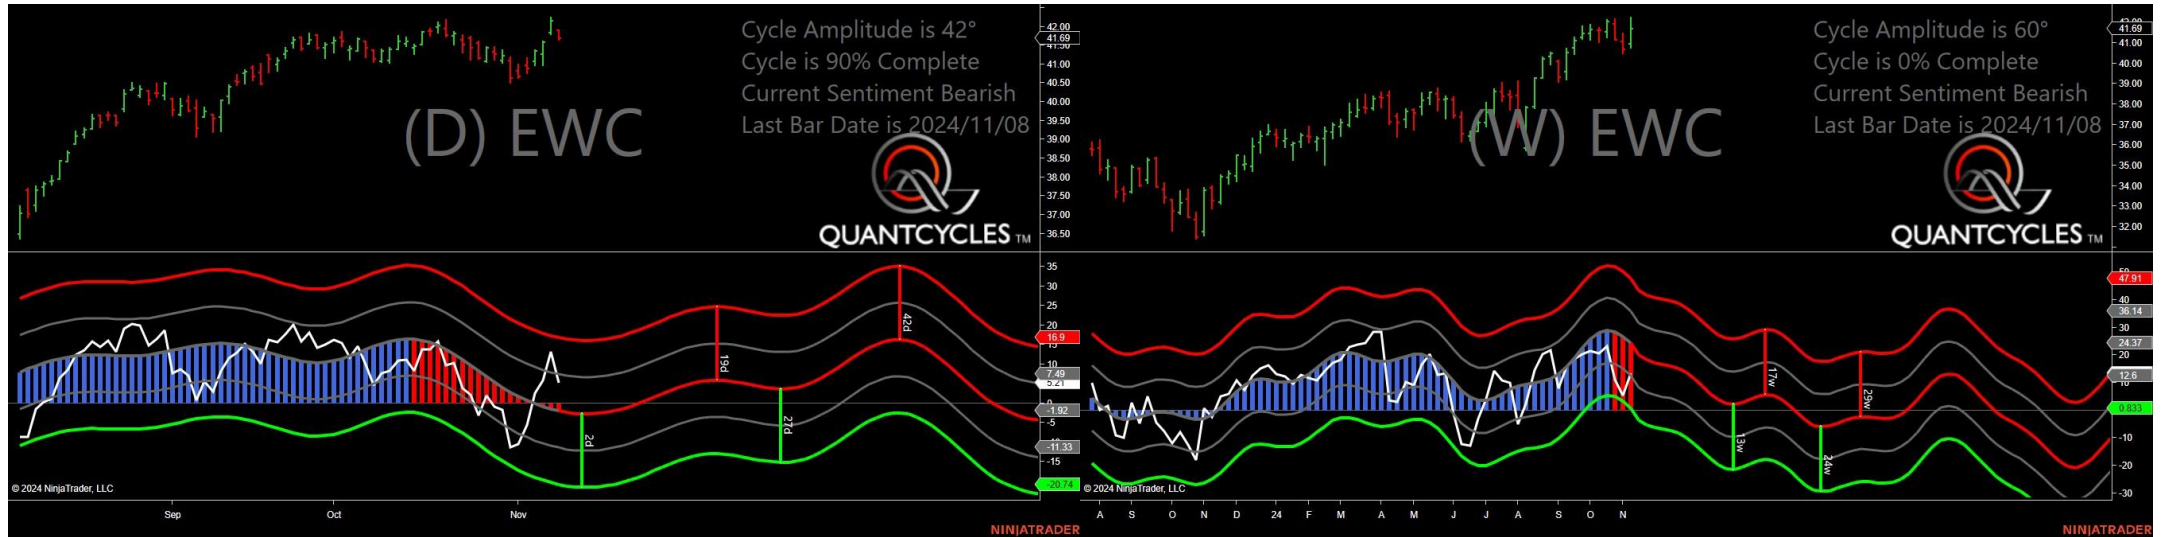 Cycle Amplitude is 42°
Cycle is 90% Complete
Current Sentiment Bearish
Last Bar Date is 2024/11/08
(D) EWC
QUANTCYCLES TM
42.00
41.69
41.50
41.00
40.50
40.00
39.50
39.00
38.50
38.00
37.50
37.00
36.50
35
30
25
20
16.9
15
10
7.49
5.21
0
-1.92
-5
-11.33
-15
-20.74
2d
19d
27d
42d
© 2024 NinjaTrader, LLC
Sep Oct Nov
NINJATRADER
Cycle Amplitude is 60°
Cycle is 0% Complete
Current Sentiment Bearish
Last Bar Date is 2024/11/08
(W) EWC
QUANTCYCLES TM
42.00
41.69
41.00
40.00
39.00
38.00
37.00
36.00
35.00
34.00
33.00
32.00
47.91
40
36.14
30
24.37
20
12.6
10
0.833
-10
-20
-30
13w
17w
24w
29w
© 2024 NinjaTrader, LLC
A S O N D 24 F M A M J J A S O N
NINJATRADER